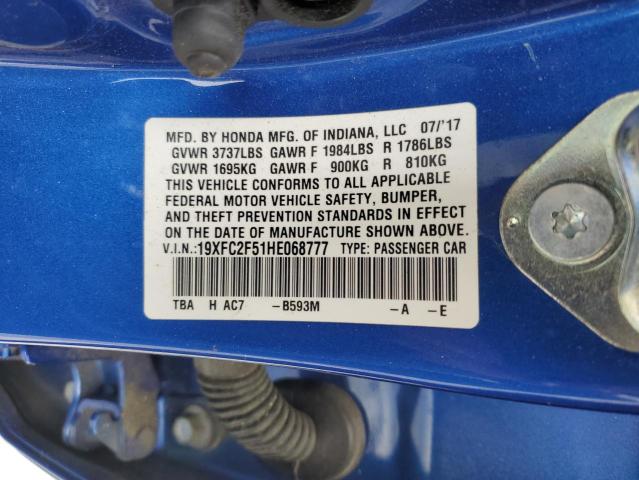 MFD. BY HONDA MFG. OF INDIANA, LLC 07/'17
GVWR 3737LBS GAWR F 1984LBS R 1786LBS
GVWR 1695KG GAWR F 900KG R 810KG
THIS VEHICLE CONFORMS TO ALL APPLICABLE
FEDERAL MOTOR VEHICLE SAFETY, BUMPER,
AND THEFT PREVENTION STANDARDS IN EFFECT
ON THE DATE OF MANUFACTURE SHOWN ABOVE.
V.I.N.:19XFC2F51HE068777 TYPE: PASSENGER CAR
TBA H AC7 -B593M -A -E